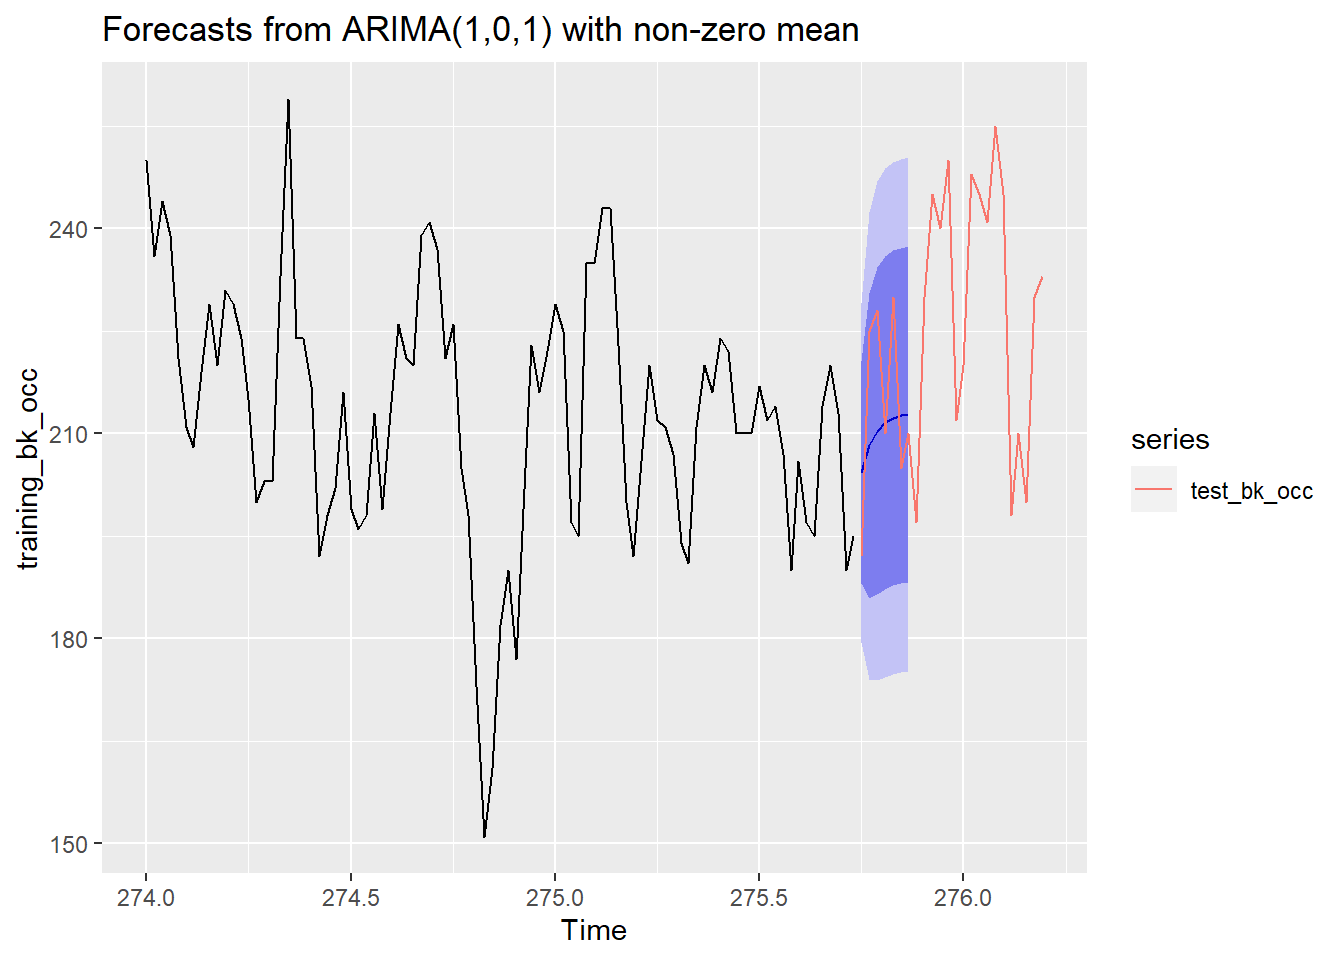 Forecasts from ARIMA(1,0,1) with non-zero mean
training_bk_occ
240
210
180
150
274.0
274.5
275.0
275.5
276.0
Time
series
test_bk_occ